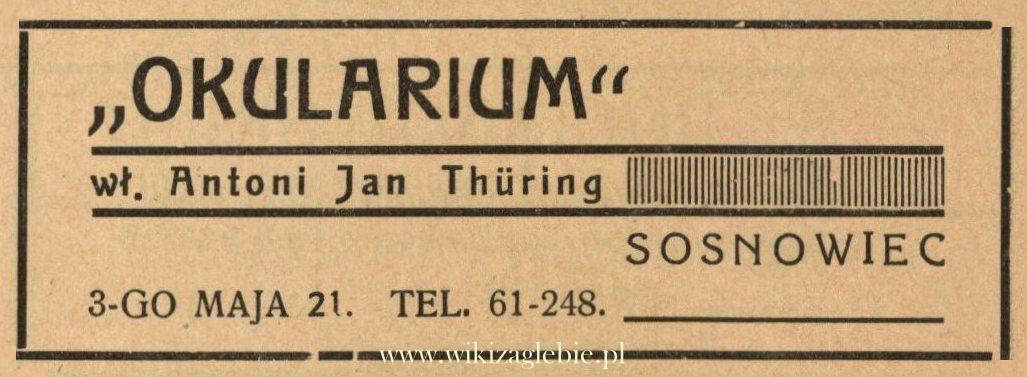 „OKULARIUM“
wł. Antoni Jan Thüring
SOSNOWIEC
3-GO MAJA 21. TEL. 61-248.
www.wikizaglebie.pl